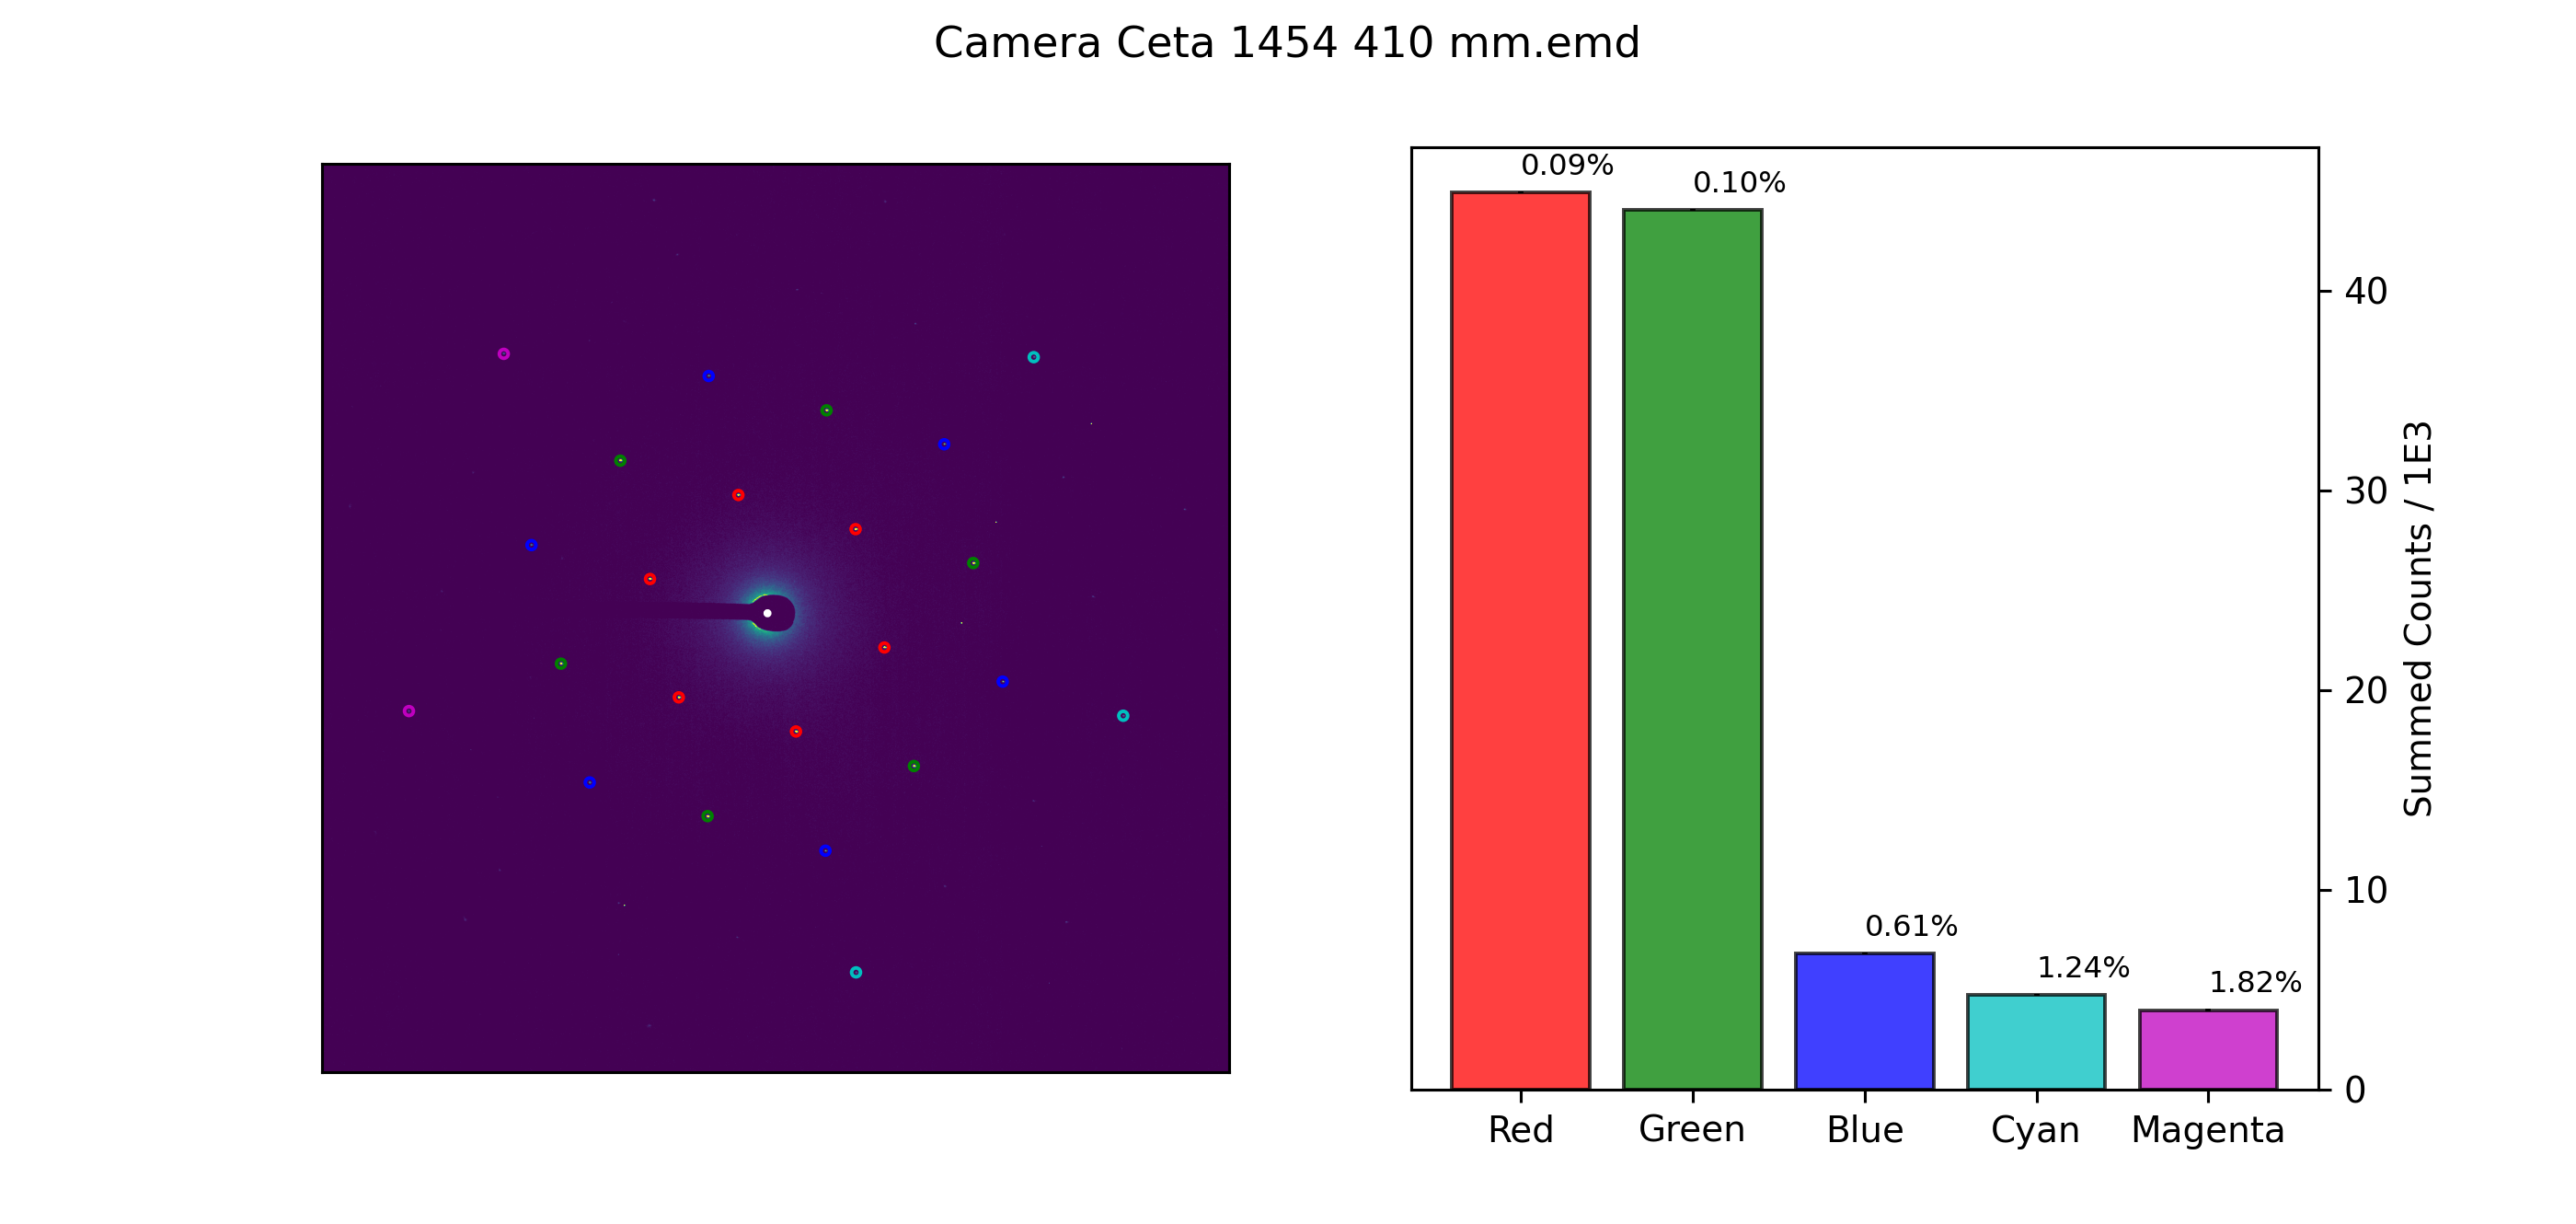 Camera Ceta 1454 410 mm.emd
0.09%
0.10%
0.61%
1.24%
1.82%
40
30
20
10
0
Summed Counts / 1E3
Red
Green
Blue
Cyan
Magenta